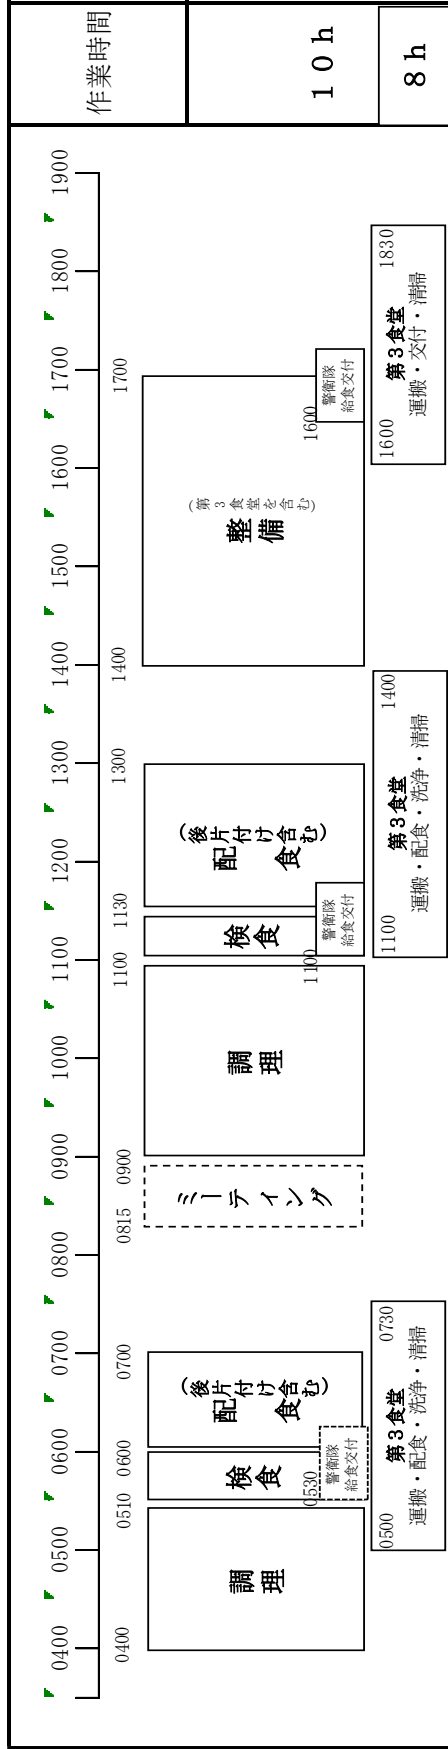 0400
0500
0600
0700
0800
0900
1000
1100
1200
1300
1400
1500
1600
1700
1800
1900
作業時間
0400
0510
0600
0700
0815
0900
1100
1130
1300
1400
1700
調理
検食
配食
(後片付け含む)
ミーティング
調理
検食
配食
(後片付け含む)
整備
(第3食堂を含む)
10h
0530
警衛隊
給食交付
1100
警衛隊
給食交付
1600
警衛隊
給食交付
0500
0730
第3食堂
運搬・配食・洗浄・清掃
1100
1400
第3食堂
運搬・配食・洗浄・清掃
1600
1830
第3食堂
運搬・交付・清掃
8h